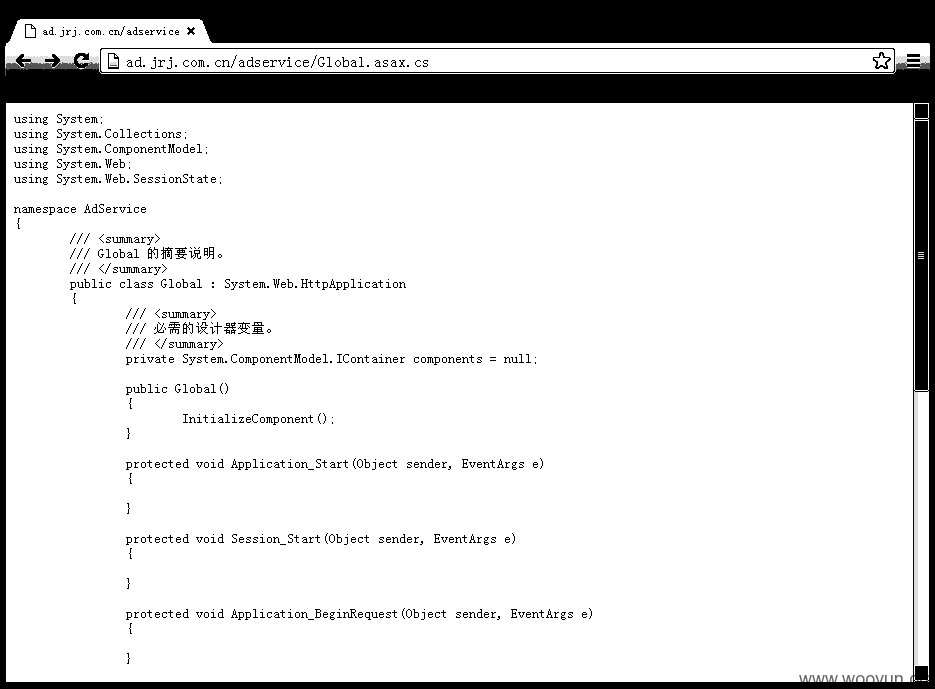 ad.jrj.com.cn/adservice
ad.jrj.com.cn/adservice/Global.asax.cs
using System;
using System.Collections;
using System.ComponentModel;
using System.Web;
using System.Web.SessionState;
namespace AdService
{
/// <summary>
/// Global 的摘要说明。
/// </summary>
public class Global : System.Web.HttpApplication
{
/// <summary>
/// 必需的设计器变量。
/// </summary>
private System.ComponentModel.IContainer components = null;
public Global()
{
InitializeComponent();
}
protected void Application_Start(Object sender, EventArgs e)
{
}
protected void Session_Start(Object sender, EventArgs e)
{
}
protected void Application_BeginRequest(Object sender, EventArgs e)
{
}